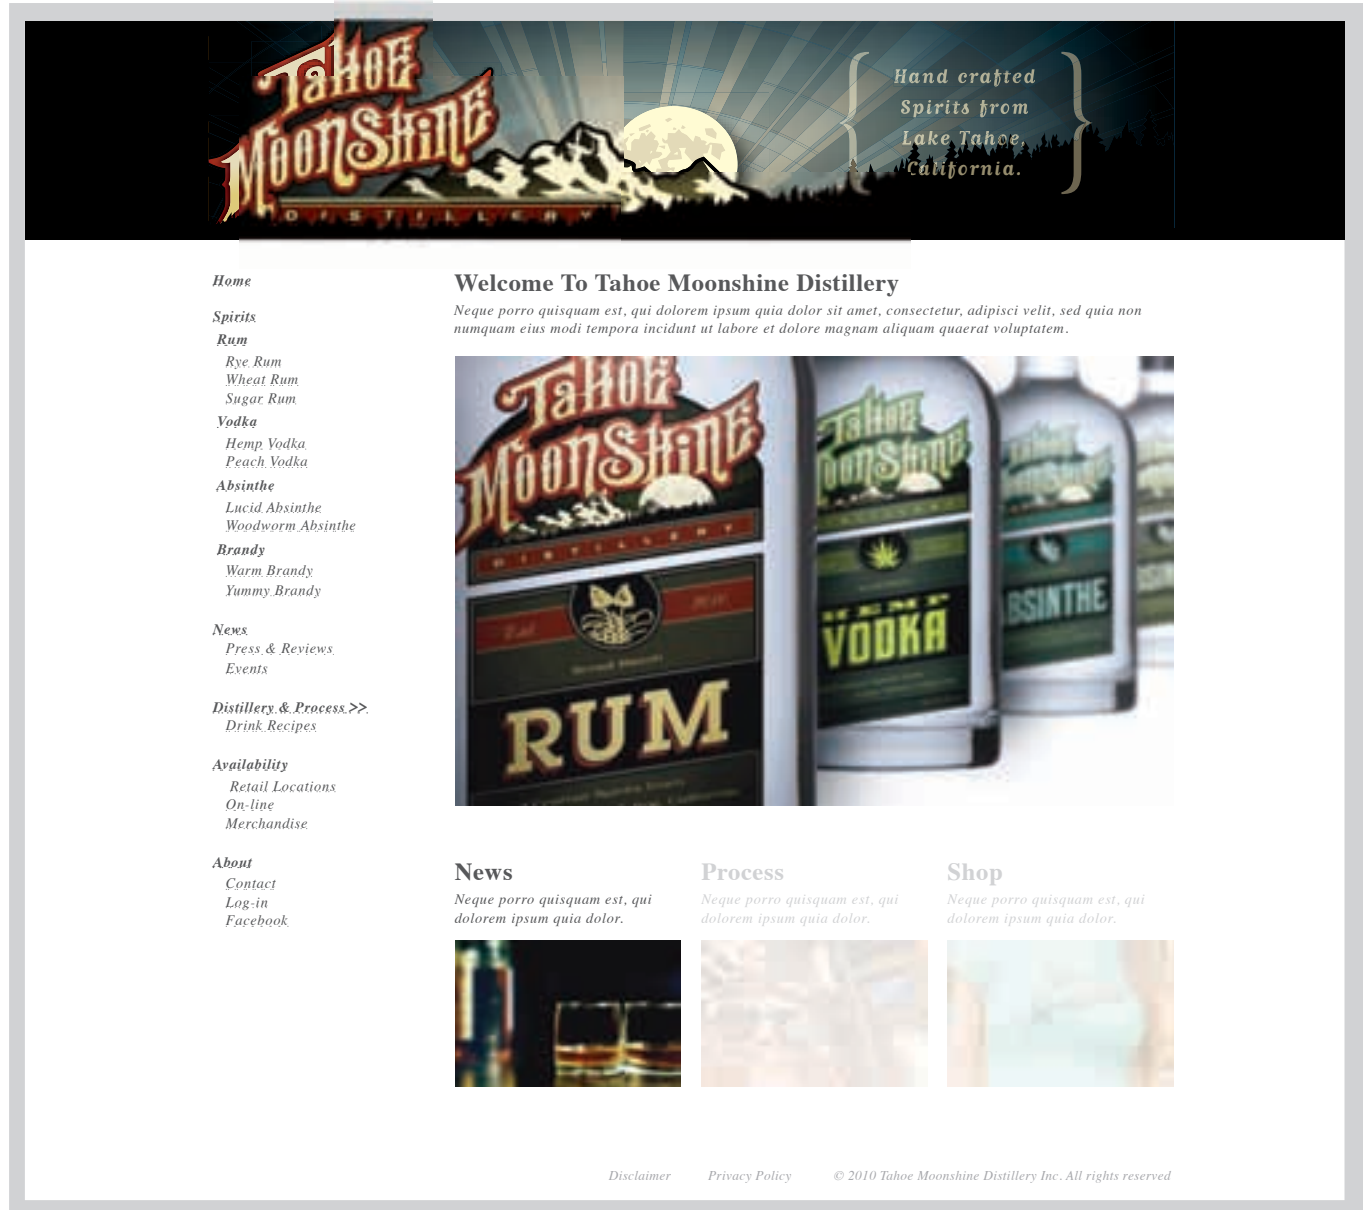 Tahoe
Moonshine
DISTILLERY
Hand crafted
Spirits from
Lake Tahoe,
California.
Home
Spirits
Rum
Rye Rum
Wheat Rum
Sugar Rum
Vodka
Hemp Vodka
Peach Vodka
Absinthe
Lucid Absinthe
Woodworm Absinthe
Brandy
Warm Brandy
Yummy Brandy
News
Press & Reviews
Events
Distillery & Process >>
Drink Recipes
Availability
Retail Locations
On-line
Merchandise
About
Contact
Log-in
Facebook
Welcome To Tahoe Moonshine Distillery
Neque porro quisquam est, qui dolorem ipsum quia dolor sit amet, consectetur, adipisci velit, sed quia non
numquam eius modi tempora incidunt ut labore et dolore magnam aliquam quaerat voluptatem.
Tahoe
Moonshine
DISTILLERY
RUM
Tahoe
Moonshine
HEMP
VODKA
BSINTHE
News
Neque porro quisquam est, qui
dolorem ipsum quia dolor.
Process
Neque porro quisquam est, qui
dolorem ipsum quia dolor.
Shop
Neque porro quisquam est, qui
dolorem ipsum quia dolor.
Disclaimer Privacy Policy © 2010 Tahoe Moonshine Distillery Inc. All rights reserved